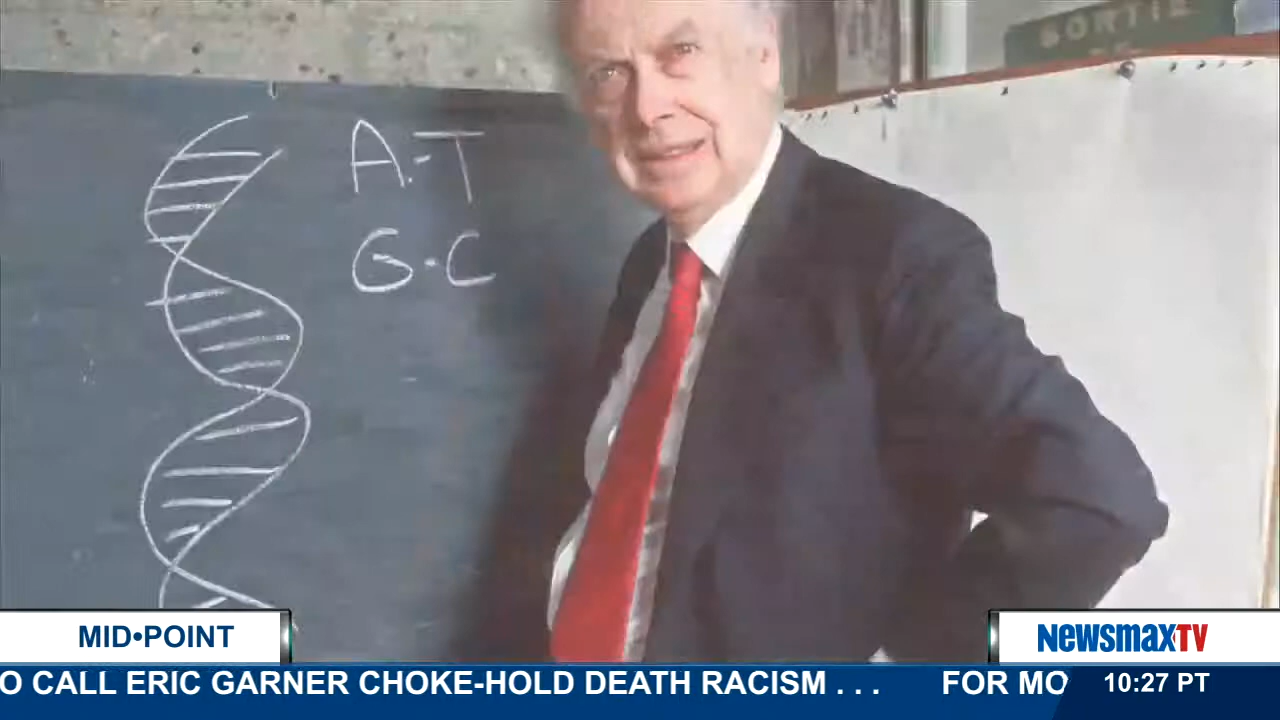 SORTIE
A-T
G-C
MID•POINT
NEWSMAXTV
O CALL ERIC GARNER CHOKE-HOLD DEATH RACISM . . .
FOR MO
10:27 PT